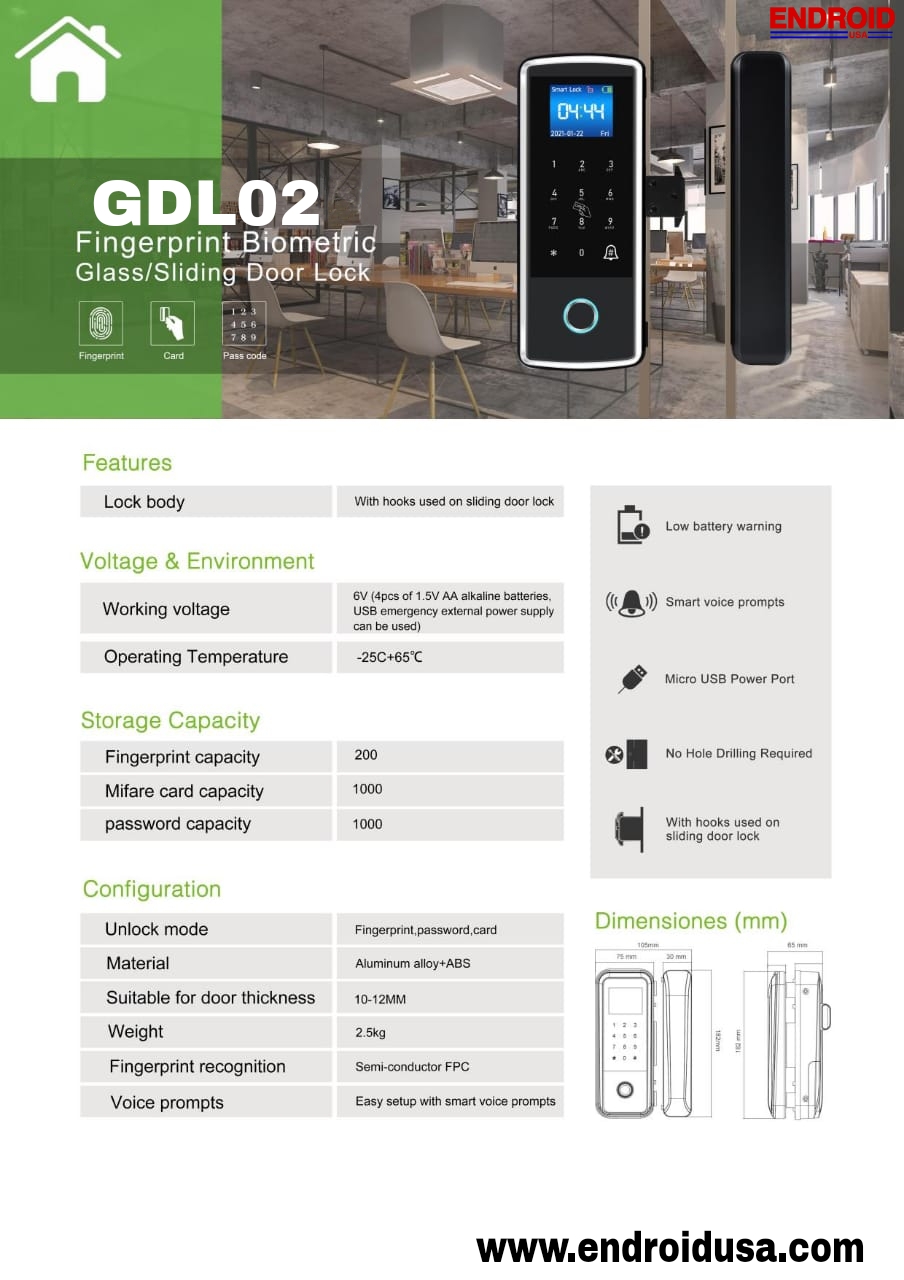 ENDROID
USA
Smart Lock
04:44
2021-01-22 Fri
1 2 3
4 5 6
7 8 9
* 0 #
GDL02
Fingerprint Biometric
Glass/Sliding Door Lock
1 2 3
4 5 6
7 8 9
Fingerprint Card Pass code
Features
Lock body With hooks used on sliding door lock
Voltage & Environment
Working voltage 6V (4pcs of 1.5V AA alkaline batteries,
USB emergency external power supply
can be used)
Operating Temperature -25C+65℃
Storage Capacity
Fingerprint capacity 200
Mifare card capacity 1000
password capacity 1000
Configuration
Unlock mode Fingerprint,password,card
Material Aluminum alloy+ABS
Suitable for door thickness 10-12MM
Weight 2.5kg
Fingerprint recognition Semi-conductor FPC
Voice prompts Easy setup with smart voice prompts
Low battery warning
Smart voice prompts
Micro USB Power Port
No Hole Drilling Required
With hooks used on
sliding door lock
Dimensiones (mm)
105mm
75 mm 30 mm
65 mm
1 2 3
4 5 6
7 8 9
* 0 #
182mm
182 mm
www.endroidusa.com